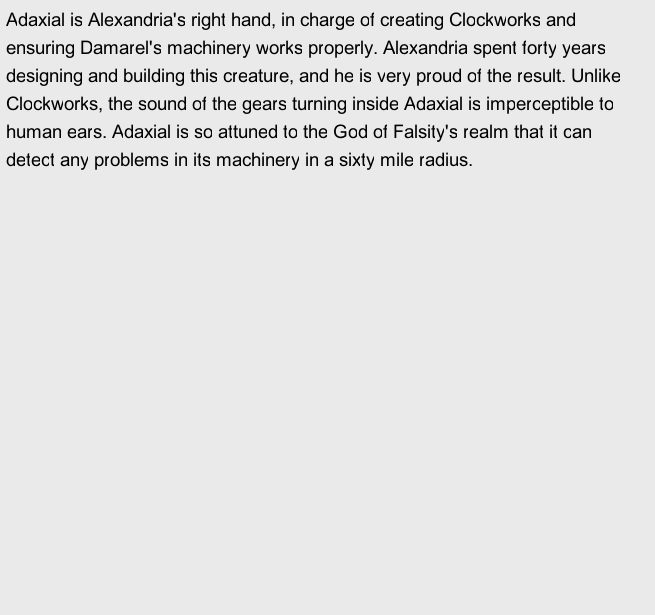 Adaxial is Alexandria's right hand, in charge of creating Clockworks and
ensuring Damarel's machinery works properly. Alexandria spent forty years
designing and building this creature, and he is very proud of the result. Unlike
Clockworks, the sound of the gears turning inside Adaxial is imperceptible to
human ears. Adaxial is so attuned to the God of Falsity's realm that it can
detect any problems in its machinery in a sixty mile radius.